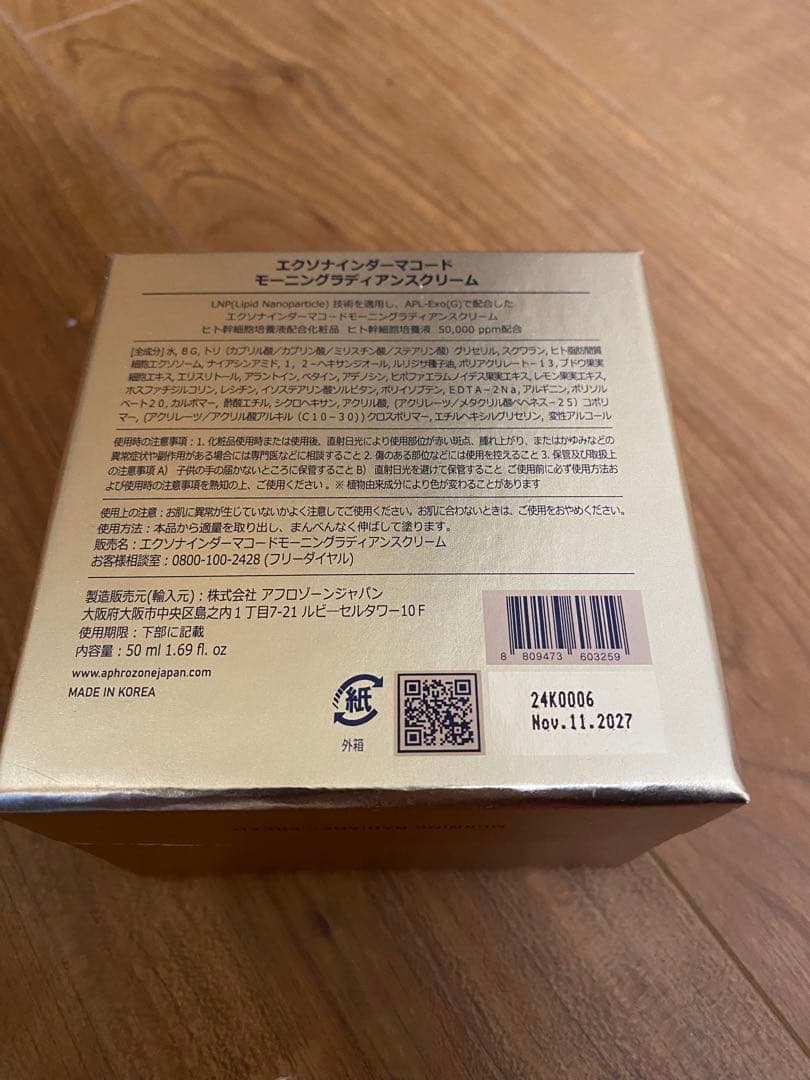 エクソナインダーマコード
モーニングラディアンスクリーム
LNP(Lipid Nanoparticle) 技術を適用し、APL-Exo(G)で配合した
エクソナインダーマコードモーニングラディアンスクリーム
ヒト幹細胞培養液配合化粧品 ヒト幹細胞培養液 50,000 ppm配合
[全成分] 水, BG, トリ（カプリル酸/カプリン酸／ミリスチン酸／ステアリン酸）グリセリル, スクワラン, ヒト脂肪間質
細胞エクソソーム, ナイアシンアミド, 1, 2-ヘキサンジオール, ルリジサ種子油, ポリアクリレート-13, ブドウ果実
細胞エキス, エリスリトール, アラントイン, ベタイン, アデノシン, ヒポファエラムノイデス果実エキス, レモン果実エキス,
ホスファチジルコリン, レシチン, イソステアリン酸ソルビタン, ポリイソブテン, EDTA-2Na, アルギニン, ポリソル
ベート20, カルボマー, 酢酸エチル, シクロヘキサン, アクリル酸, (アクリレーツ／メタクリル酸ベヘネス-25) コポリ
マー, (アクリレーツ/アクリル酸アルキル (C10-30)) クロスポリマー, エチルヘキシルグリセリン, 変性アルコール
使用時の注意事項：1. 化粧品使用時または使用後、直射日光により使用部位が赤い斑点、腫れ上がり、またはかゆみなどの
異常症状や副作用がある場合には専門医などに相談すること 2. 傷のある部位などには使用を控えること 3. 保管及び取扱上
の注意事項 A) 子供の手の届かないところに保管すること B) 直射日光を避けて保管すること ご使用前に必ず使用方法お
よび使用時の注意事項を熟知の上、ご使用ください。※ 植物由来成分により色が変わることがあります
使用上の注意：お肌に異常が生じていないかよく注意してご使用ください。お肌に合わないときは、ご使用をおやめください。
使用方法：本品から適量を取り出し、まんべんなく伸ばして塗ります。
販売名：エクソナインダーマコードモーニングラディアンスクリーム
お客様相談室：0800-100-2428 (フリーダイヤル)
製造販売元(輸入元)：株式会社 アフロゾーンジャパン
大阪府大阪市中央区島之内１丁目7-21 ルビーセルタワー10Ｆ
使用期限：下部に記載
内容量：50 ml 1.69 fl. oz
www.aphrozonejapan.com
MADE IN KOREA
紙
外箱
8 809473 603259
24K0006
Nov.11.2027